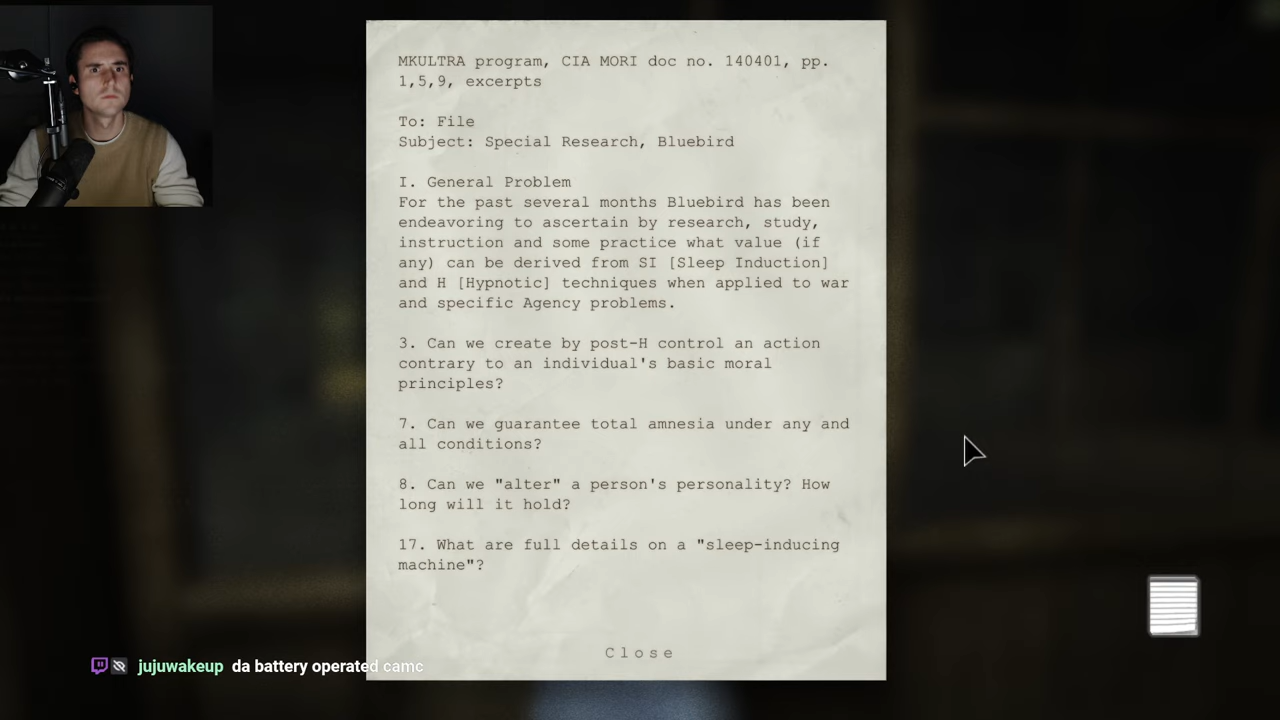 MKULTRA program, CIA MORI doc no. 140401, pp.
1,5,9, excerpts
To: File
Subject: Special Research, Bluebird
I. General Problem
For the past several months Bluebird has been
endeavoring to ascertain by research, study,
instruction and some practice what value (if
any) can be derived from SI [Sleep Induction]
and H [Hypnotic] techniques when applied to war
and specific Agency problems.
3. Can we create by post-H control an action
contrary to an individual's basic moral
principles?
7. Can we guarantee total amnesia under any and
all conditions?
8. Can we "alter" a person's personality? How
long will it hold?
17. What are full details on a "sleep-inducing
machine"?
Close
jujuwakeup da battery operated camc